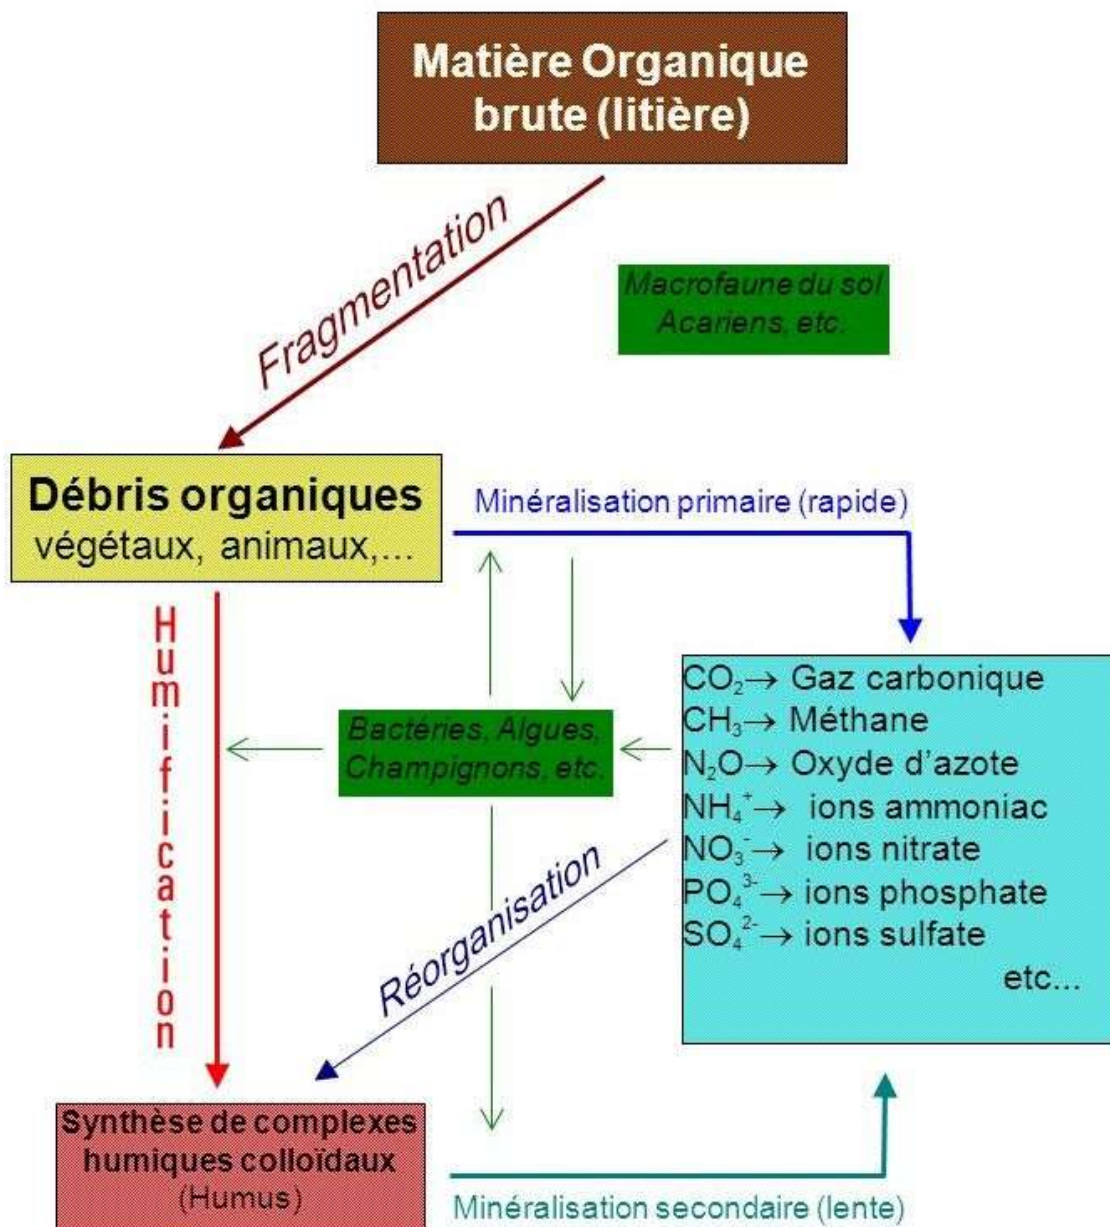 Matière Organique
brute (litière)
Fragmentation
Macrofaune du sol
Acariens, etc.
Débris organiques
végétaux, animaux,...
Minéralisation primaire (rapide)
Humification
Bactéries, Algues,
Champignons, etc.
CO₂→ Gaz carbonique
CH₃→ Méthane
N₂O→ Oxyde d'azote
NH₄⁺→ ions ammoniac
NO₃⁻→ ions nitrate
PO₄³⁻→ ions phosphate
SO₄²⁻→ ions sulfate
etc...
Réorganisation
Synthèse de complexes
humiques colloïdaux
(Humus)
Minéralisation secondaire (lente)